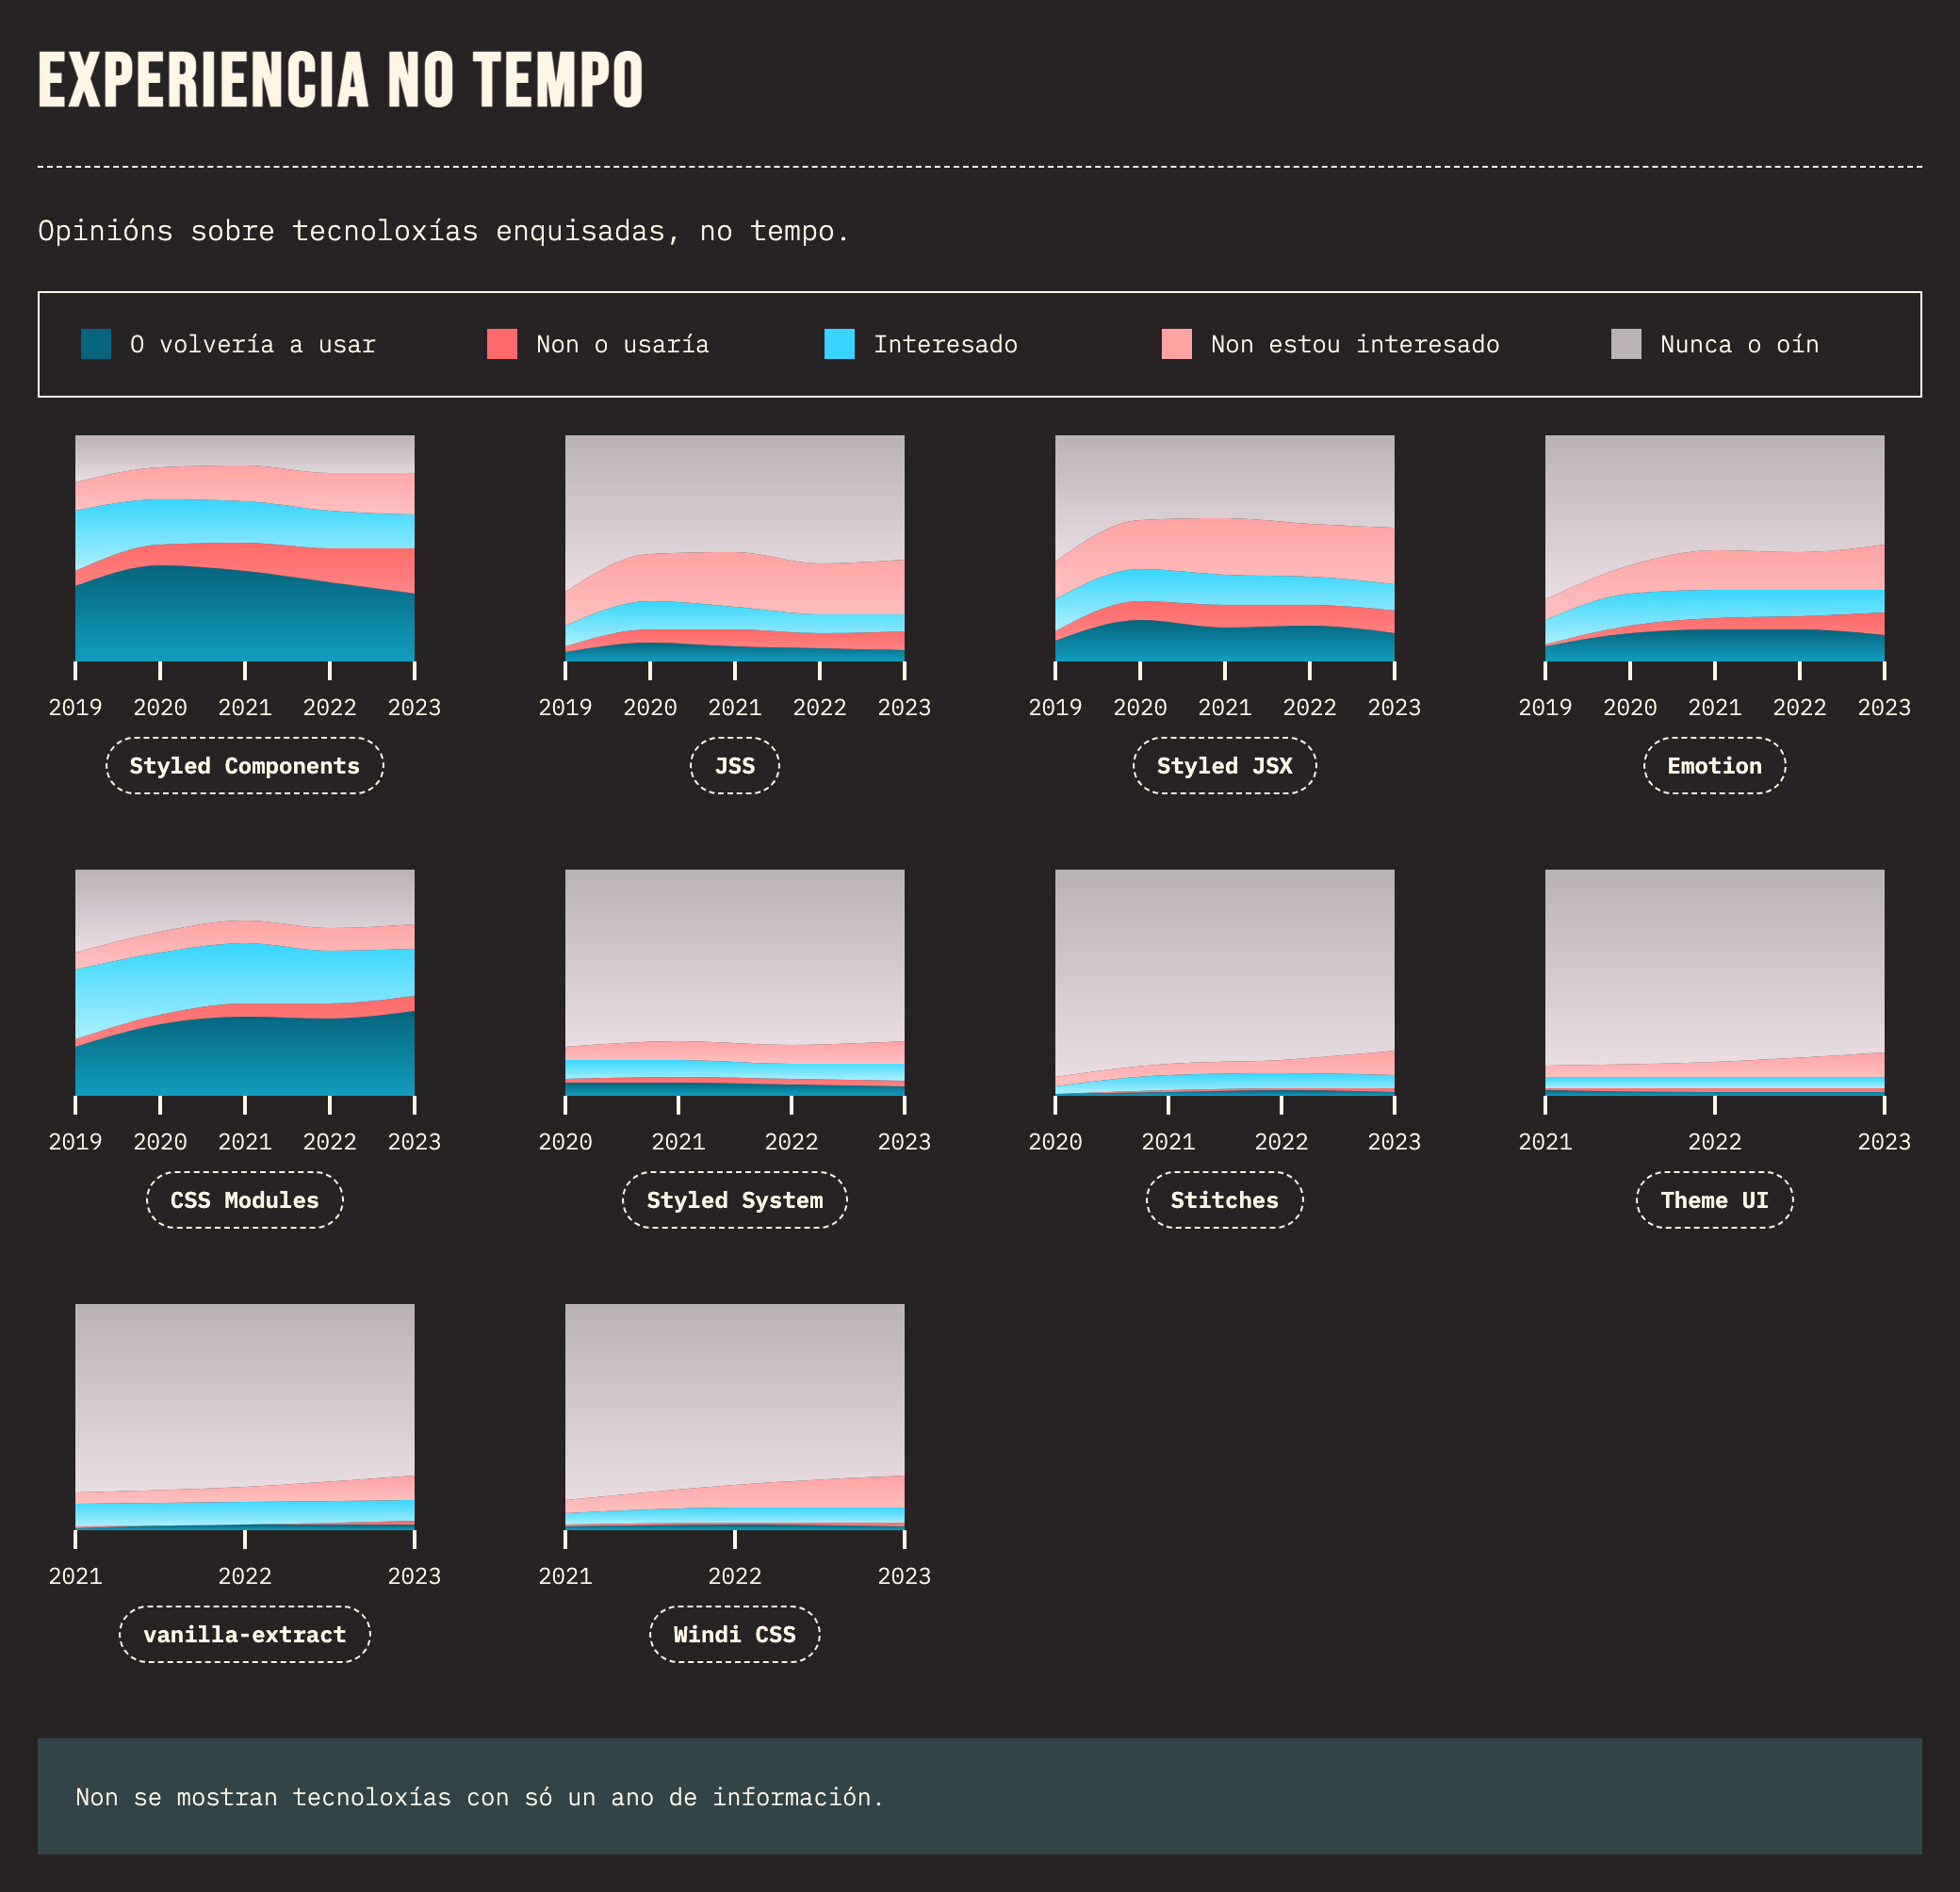 EXPERIENCIA NO TEMPO
Opinións sobre tecnoloxías enquisadas, no tempo.
O volvería a usar
Non o usaría
Interesado
Non estou interesado
Nunca o oín
2019 2020 2021 2022 2023
Styled Components
2019 2020 2021 2022 2023
JSS
2019 2020 2021 2022 2023
Styled JSX
2019 2020 2021 2022 2023
Emotion
2019 2020 2021 2022 2023
CSS Modules
2020 2021 2022 2023
Styled System
2020 2021 2022 2023
Stitches
2021 2022 2023
Theme UI
2021 2022 2023
vanilla-extract
2021 2022 2023
Windi CSS
Non se mostran tecnoloxías con só un ano de información.